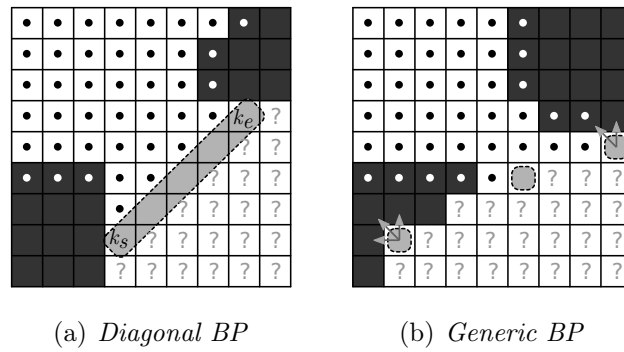 k_e ?
? ?
? ? ?
? ? ? ?
k_s ? ? ? ? ?
? ? ? ? ? ?
(a) Diagonal BP
? ? ?
? ? ? ? ? ?
? ? ? ? ? ? ?
? ? ? ? ? ? ? ?
(b) Generic BP